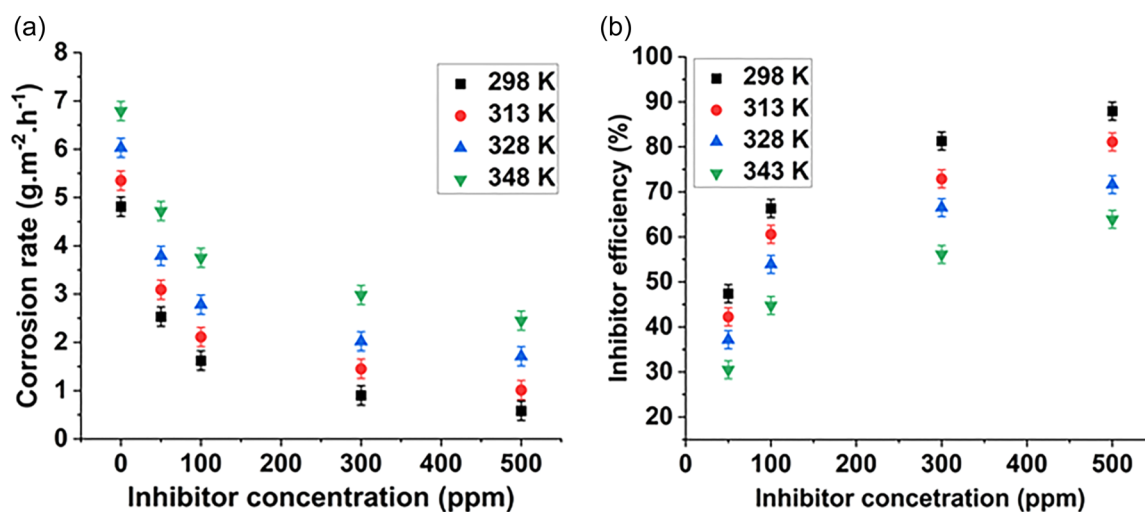 (a)
8
7
6
5
4
3
2
1
0
Corrosion rate (g.m⁻².h⁻¹)
298 K
313 K
328 K
348 K
0 100 200 300 400 500
Inhibitor concentration (ppm)
(b)
100
90
80
70
60
50
40
30
20
Inhibitor efficiency (%)
298 K
313 K
328 K
343 K
0 100 200 300 400 500
Inhibitor concetration (ppm)